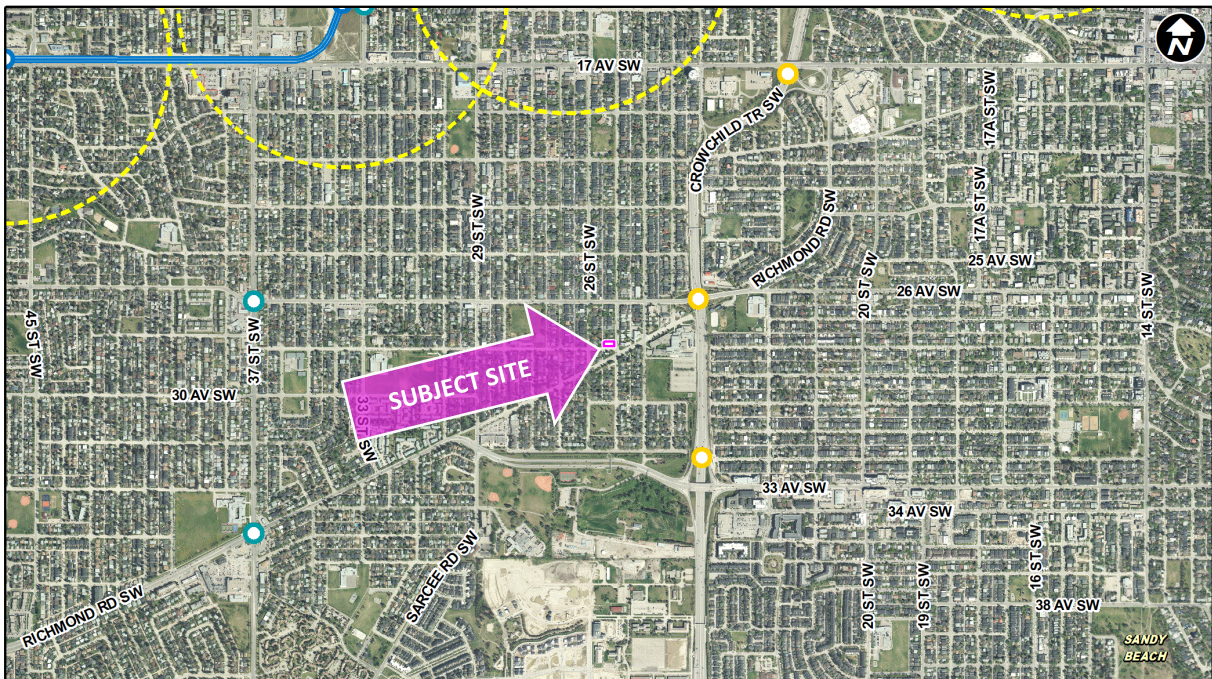 N
17 AV SW
CROWCHILD TR SW
17A ST SW
29 ST SW
26 ST SW
RICHMOND RD SW
17A ST SW
25 AV SW
20 ST SW
26 AV SW
14 ST SW
45 ST SW
37 ST SW
30 AV SW
33 ST SW
SUBJECT SITE
33 AV SW
34 AV SW
16 ST SW
SARCEE RD SW
RICHMOND RD SW
20 ST SW
19 ST SW
38 AV SW
SANDY
BEACH